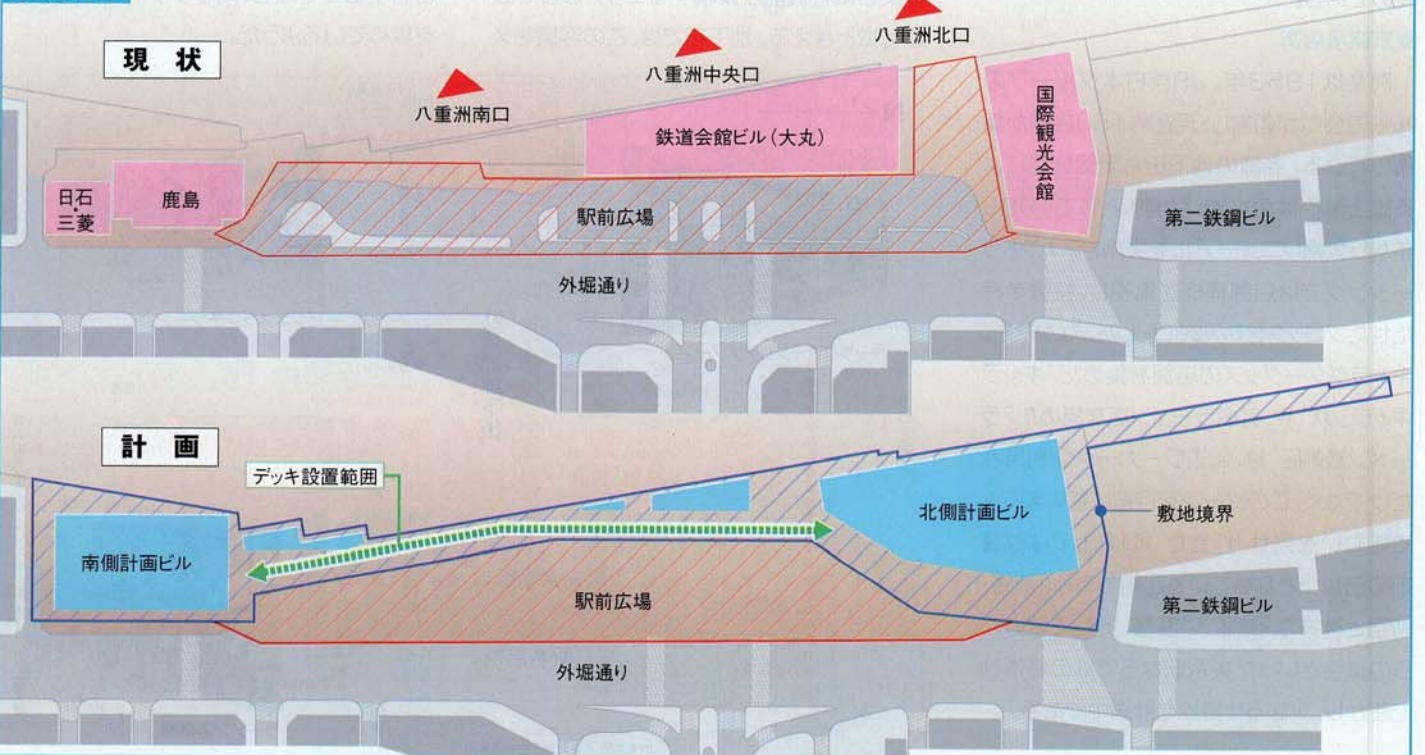 現状
八重洲南口
八重洲中央口
八重洲北口
日石・三菱
鹿島
鉄道会館ビル（大丸）
国際観光会館
駅前広場
第二鉄鋼ビル
外堀通り
計画
デッキ設置範囲
南側計画ビル
北側計画ビル
敷地境界
駅前広場
第二鉄鋼ビル
外堀通り